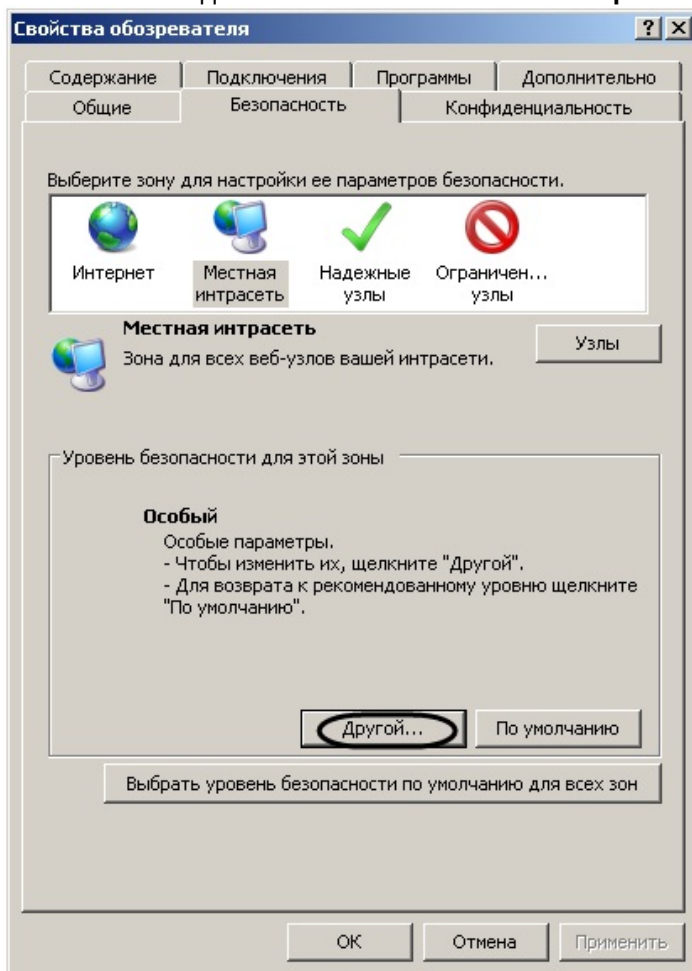 Свойства обозревателя
Содержание Подключения Программы Дополнительно
Общие Безопасность Конфиденциальность
Выберите зону для настройки ее параметров безопасности.
Интернет Местная интрасеть Надежные узлы Ограничен... узлы
Местная интрасеть
Зона для всех веб-узлов вашей интрасети.
Узлы
Уровень безопасности для этой зоны
Особый
Особые параметры.
- Чтобы изменить их, щелкните "Другой".
- Для возврата к рекомендованному уровню щелкните
"По умолчанию".
Другой... По умолчанию
Выбрать уровень безопасности по умолчанию для всех зон
ОК Отмена Применить